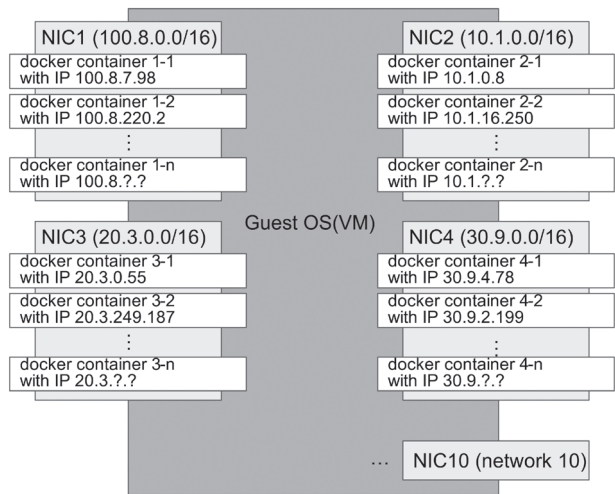 NIC1 (100.8.0.0/16)
docker container 1-1
with IP 100.8.7.98
docker container 1-2
with IP 100.8.220.2
⋮
docker container 1-n
with IP 100.8.?.?
NIC2 (10.1.0.0/16)
docker container 2-1
with IP 10.1.0.8
docker container 2-2
with IP 10.1.16.250
⋮
docker container 2-n
with IP 10.1.?.?
Guest OS(VM)
NIC3 (20.3.0.0/16)
docker container 3-1
with IP 20.3.0.55
docker container 3-2
with IP 20.3.249.187
⋮
docker container 3-n
with IP 20.3.?.?
NIC4 (30.9.0.0/16)
docker container 4-1
with IP 30.9.4.78
docker container 4-2
with IP 30.9.2.199
⋮
docker container 4-n
with IP 30.9.?.?
... NIC10 (network 10)